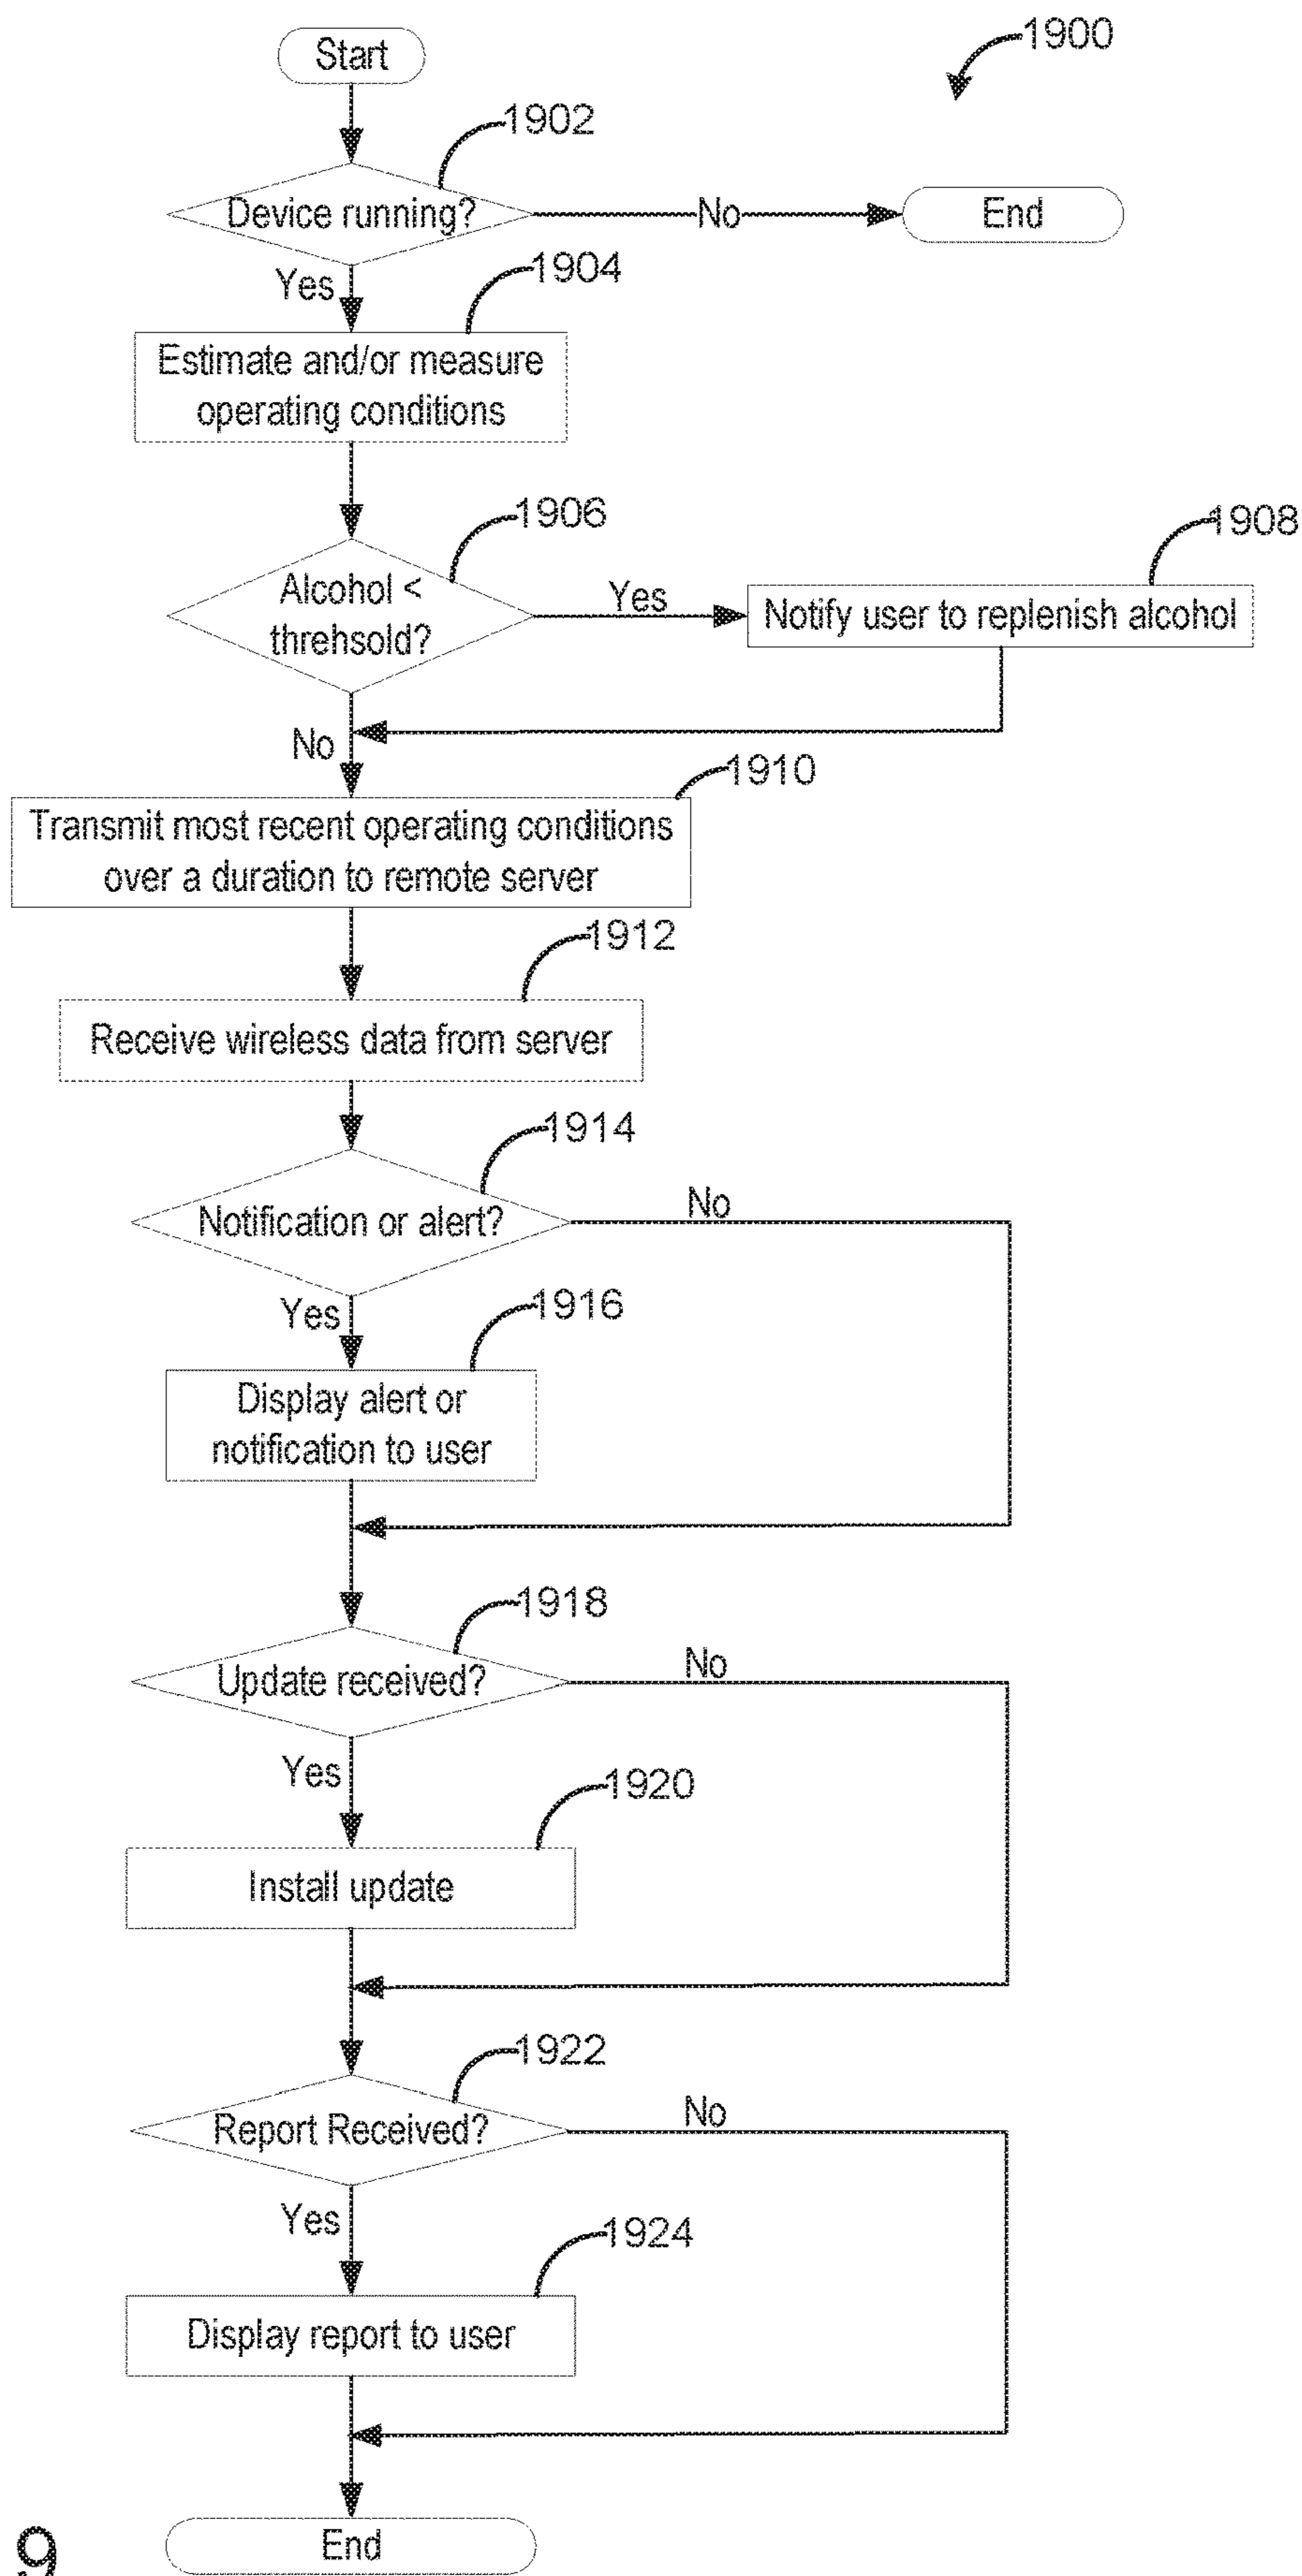 Start
1900
1902
Device running?
No
End
Yes
1904
Estimate and/or measure
operating conditions
1906
1908
Alcohol <
threhsold?
Yes
Notify user to replenish alcohol
No
1910
Transmit most recent operating conditions
over a duration to remote server
1912
Receive wireless data from server
1914
Notification or alert?
No
Yes
1916
Display alert or
notification to user
1918
Update received?
No
Yes
1920
Install update
1922
Report Received?
No
Yes
1924
Display report to user
End
9